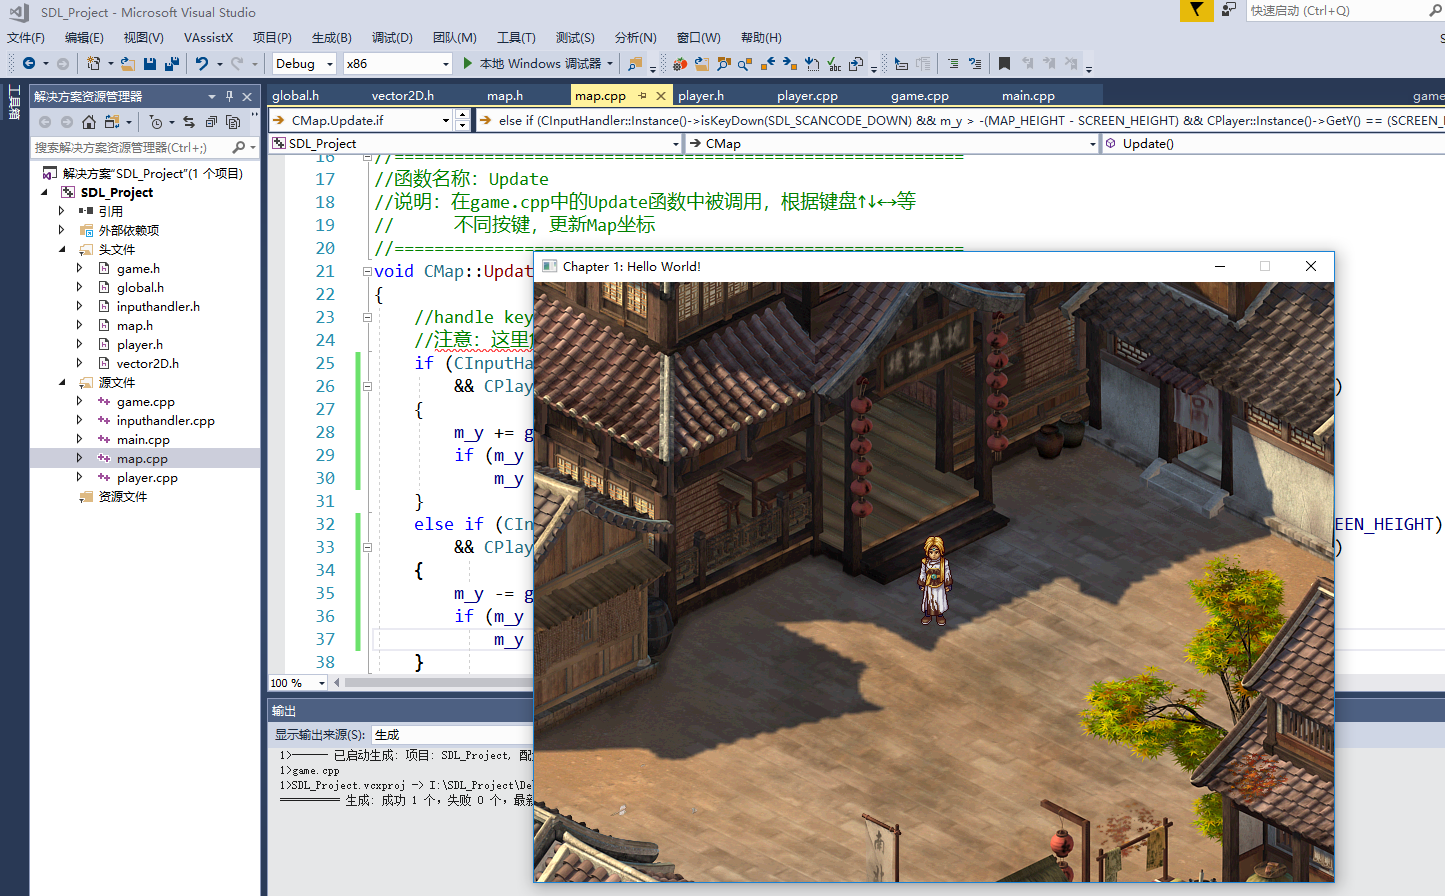 SDL_Project - Microsoft Visual Studio
快速启动 (Ctrl+Q)
文件(F) 编辑(E) 视图(V) VAssistX 项目(P) 生成(B) 调试(D) 团队(M) 工具(T) 测试(S) 分析(N) 窗口(W) 帮助(H)
Debug x86 本地 Windows 调试器
工具箱
解决方案资源管理器
搜索解决方案资源管理器(Ctrl+;)
解决方案"SDL_Project"(1 个项目)
SDL_Project
引用
外部依赖项
头文件
game.h
global.h
inputhandler.h
map.h
player.h
vector2D.h
源文件
game.cpp
inputhandler.cpp
main.cpp
map.cpp
player.cpp
资源文件
global.h vector2D.h map.h map.cpp player.h player.cpp game.cpp main.cpp game
CMap.Update.if else if (CInputHandler::Instance()->isKeyDown(SDL_SCANCODE_DOWN) && m_y > -(MAP_HEIGHT - SCREEN_HEIGHT) && CPlayer::Instance()->GetY() == (SCREEN_
SDL_Project CMap Update()
16 //=========================================================
17 //函数名称: Update
18 //说明: 在game.cpp中的Update函数中被调用, 根据键盘↑↓↔等
19 // 不同按键, 更新Map坐标
20 //=========================================================
21 void CMap::Updat
22 {
23 //handle key
24 //注意: 这里
25 if (CInputHa
26 && CPlay )
27 {
28 m_y += g
29 if (m_y
30 m_y
31 }
32 else if (CIn EEN_HEIGHT)
33 && CPlay )
34 {
35 m_y -= g
36 if (m_y
37 m_y
38 }
100 %
输出
显示输出来源(S): 生成
1>------ 已启动生成: 项目: SDL_Project, 配
1>game.cpp
1>SDL_Project.vcxproj -> I:\SDL_Project\De
========== 生成: 成功 1 个, 失败 0 个, 最新
Chapter 1: Hello World!